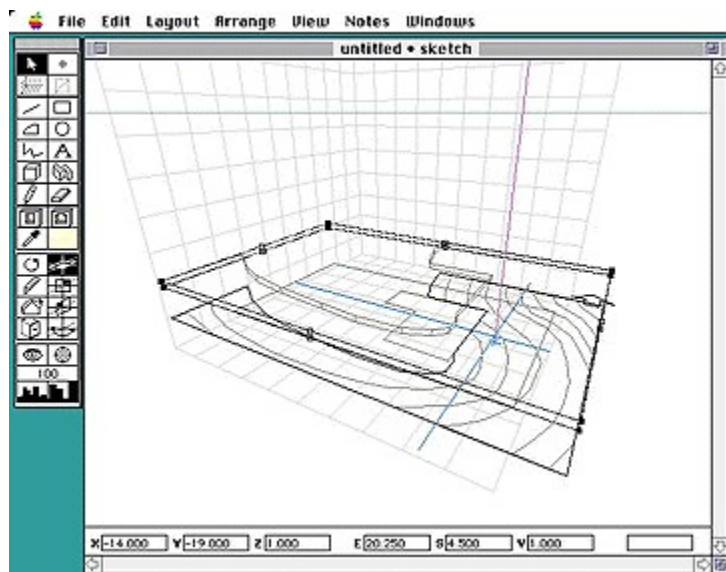 File Edit Layout Arrange View Notes Windows
untitled • sketch
A
100
X -14.000 Y -19.000 Z 1.000 E 20.250 S 4.500 V 1.000